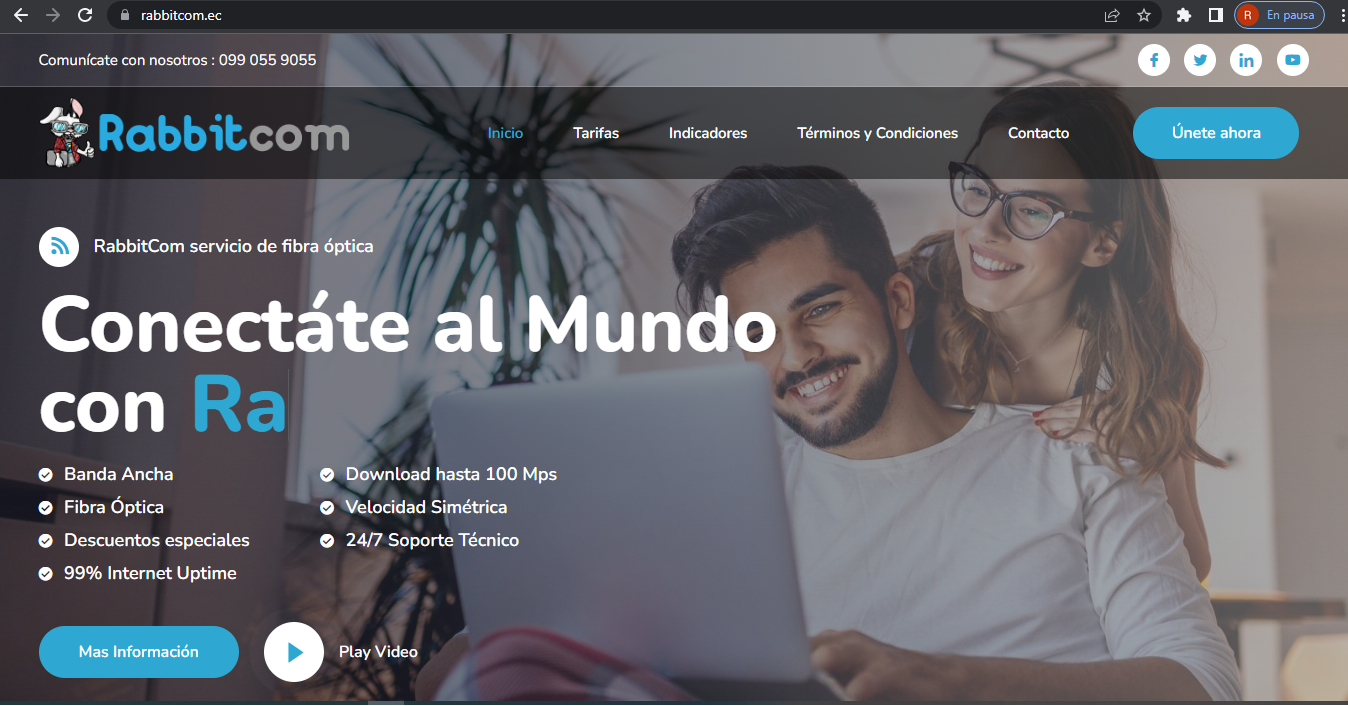 rabbitcom.ec
R En pausa
Comunícate con nosotros : 099 055 9055
Rabbitcom
Inicio Tarifas Indicadores Términos y Condiciones Contacto Únete ahora
RabbitCom servicio de fibra óptica
Conectáte al Mundo
con Ra
Banda Ancha
Fibra Óptica
Descuentos especiales
99% Internet Uptime
Download hasta 100 Mps
Velocidad Simétrica
24/7 Soporte Técnico
Mas Información
Play Video